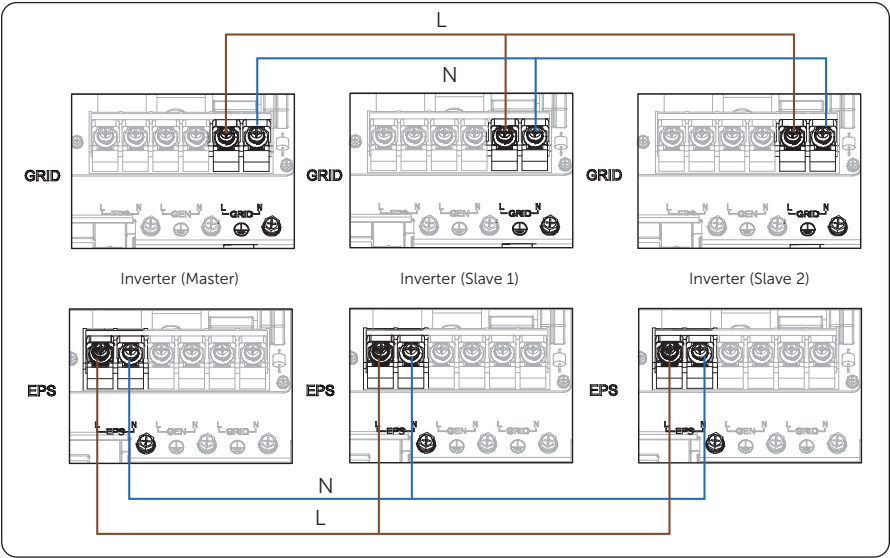 L
N
GRID
GRID
GRID
L EPS N L GEN N L GRID N
L GEN N L GRID N
L EPS N L GEN N L GRID N
Inverter (Master)
Inverter (Slave 1)
Inverter (Slave 2)
EPS
EPS
EPS
L EPS N L GEN N L GRID N
L EPS N L GEN N L GRID N
L EPS N L GEN N L GRID N
N
L